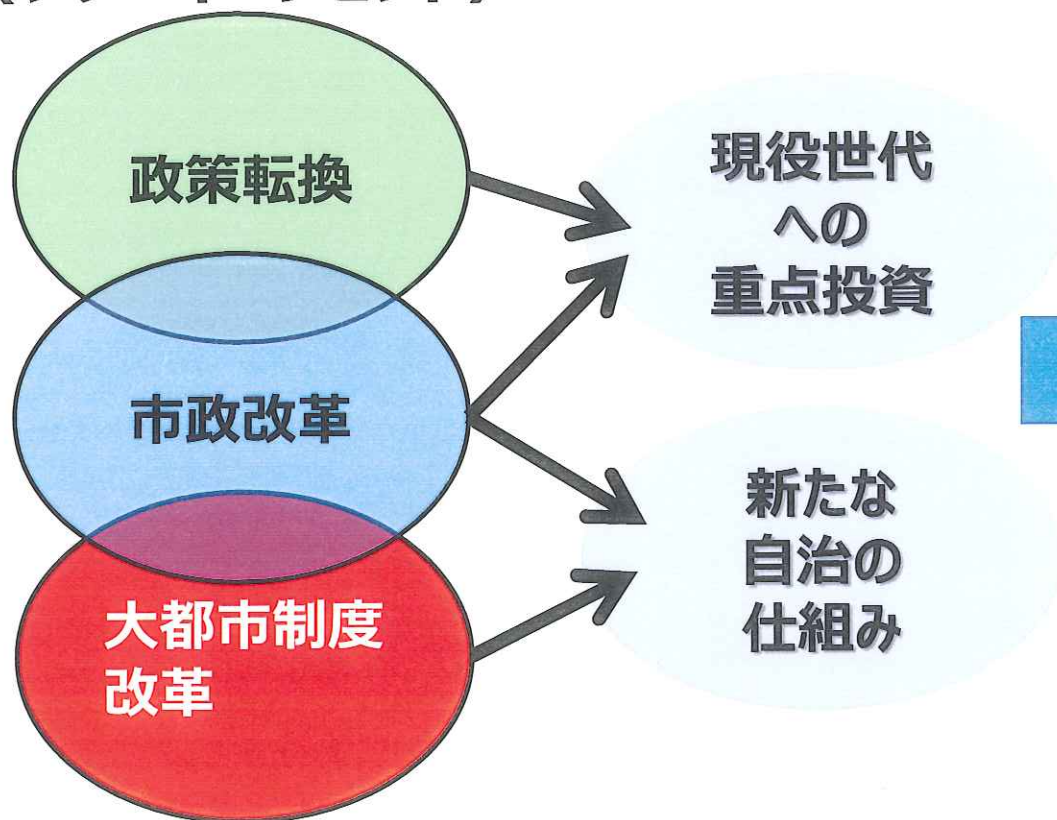 政策転換
市政改革
大都市制度
改革
現役世代
への
重点投資
新たな
自治の
仕組み